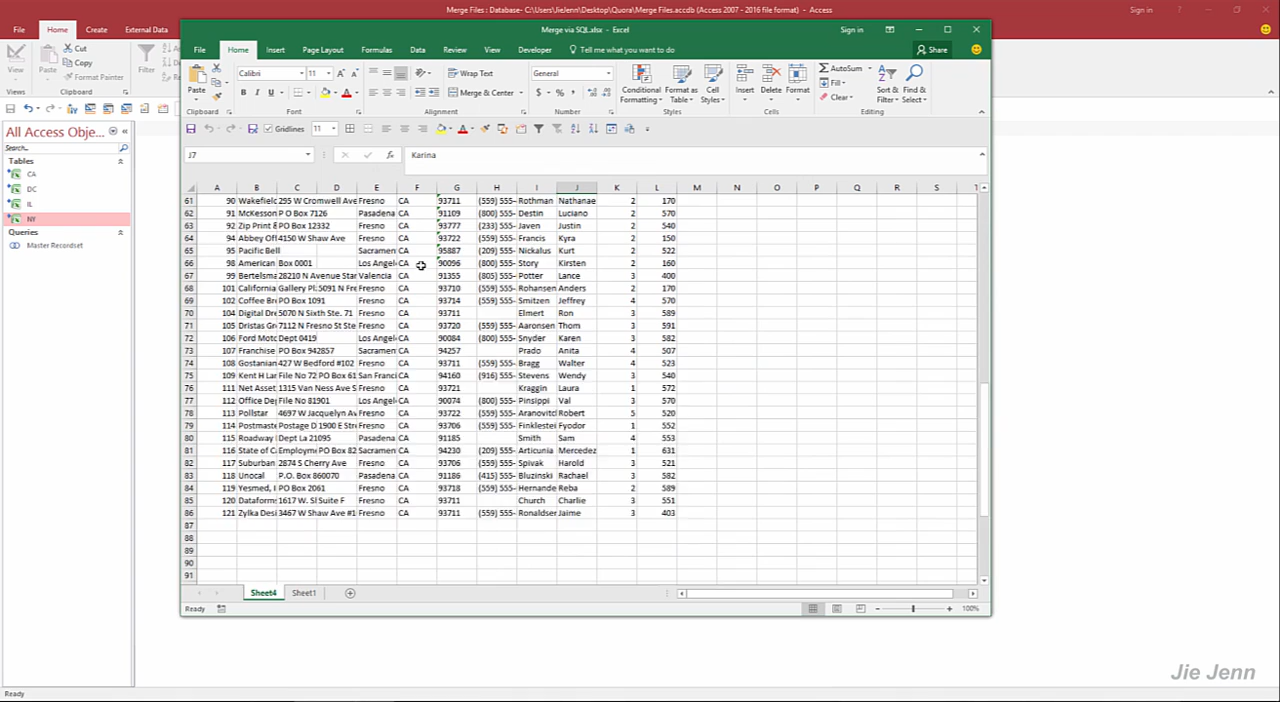 Merge Files : Database- C:\Users\JieJenn\Desktop\Quora\Merge Files.accdb (Access 2007 - 2016 file format) - Access
Sign in
File Home Create External Data
View
Views
Paste
Cut
Copy
Format Painter
Clipboard
Filter
All Access Obje...
Search...
Tables
CA
DC
IL
NY
Queries
Master Recordset
Ready
Merge via SQL.xlsx - Excel
Sign in
File Home Insert Page Layout Formulas Data Review View Developer Tell me what you want to do Share
Paste
Clipboard
Calibri 11
B I U
Font
Wrap Text
Merge & Center
Alignment
General
$ % ,
Number
Conditional Formatting
Format as Table
Cell Styles
Styles
Insert Delete Format
Cells
AutoSum
Fill
Clear
Sort & Filter
Find & Select
Editing
Gridlines 11
J7 fx Karina
A B C D E F G H I J K L M N O P Q R S T
61 90 Wakefield 295 W Cromwell Ave Fresno CA 93711 (559) 555- Rothman Nathanae 2 170
62 91 McKesson P O Box 7126 Pasadena CA 91109 (800) 555- Destin Luciano 2 570
63 92 Zip Print & PO Box 12332 Fresno CA 93777 (233) 555- Javen Justin 2 540
64 94 Abbey Off 4150 W Shaw Ave Fresno CA 93722 (559) 555- Francis Kyra 2 150
65 95 Pacific Bell Sacramen CA 95887 (209) 555- Nickalus Kurt 2 522
66 98 American Box 0001 Los Angel CA 90096 (800) 555- Story Kirsten 2 160
67 99 Bertelsma 28210 N Avenue Stan Valencia CA 91355 (805) 555- Potter Lance 3 400
68 101 California Gallery Pl: 5091 N Fre Fresno CA 93710 (559) 555- Rohansen Anders 2 170
69 102 Coffee Br PO Box 1091 Fresno CA 93714 (559) 555- Smitzen Jeffrey 4 570
70 104 Digital Dr 5070 N Sixth Ste. 71 Fresno CA 93711 Elmert Ron 3 589
71 105 Dristas Gr 7112 N Fresno St Ste Fresno CA 93720 (559) 555- Aaronsen Thom 3 591
72 106 Ford Moto Dept 0419 Los Angel CA 90084 (800) 555- Snyder Karen 3 582
73 107 Franchise PO Box 942857 Sacramen CA 94257 Prado Anita 4 507
74 108 Gostanian 427 W Bedford #102 Fresno CA 93711 (559) 555- Bragg Walter 4 523
75 109 Kent H Lan File No 72 PO Box 61 San Franci CA 94160 (916) 555- Stevens Wendy 3 540
76 111 Net Asset 1315 Van Ness Ave S Fresno CA 93721 Kraggin Laura 1 572
77 112 Office Dep File No 81901 Los Angel CA 90074 (800) 555- Pinsippi Val 3 570
78 113 Pollstar 4697 W Jacquelyn Av Fresno CA 93722 (559) 555- Aranovitc Robert 5 520
79 114 Postmaste Postage D 1900 E Stre Fresno CA 93706 (559) 555- Finklestei Fyodor 1 552
80 115 Roadway Dept La 21095 Pasadena CA 91185 Smith Sam 4 553
81 116 State of C Employme PO Box 82 Sacramen CA 94230 (209) 555- Articunia Mercedez 1 631
82 117 Suburban 2874 S Cherry Ave Fresno CA 93706 (559) 555- Spivak Harold 3 521
83 118 Unocal P.O. Box 860070 Pasadena CA 91186 (415) 555- Bluzinski Rachael 3 582
84 119 Yesmed, I PO Box 2061 Fresno CA 93718 (559) 555- Hernande Reba 2 589
85 120 Dataform 1617 W. Sl Suite F Fresno CA 93711 Church Charlie 3 551
86 121 Zylka Desi 3467 W Shaw Ave #1 Fresno CA 93711 (559) 555- Ronaldsen Jaime 3 403
87
88
89
90
91
Sheet4 Sheet1
Ready 100%
Jie Jenn